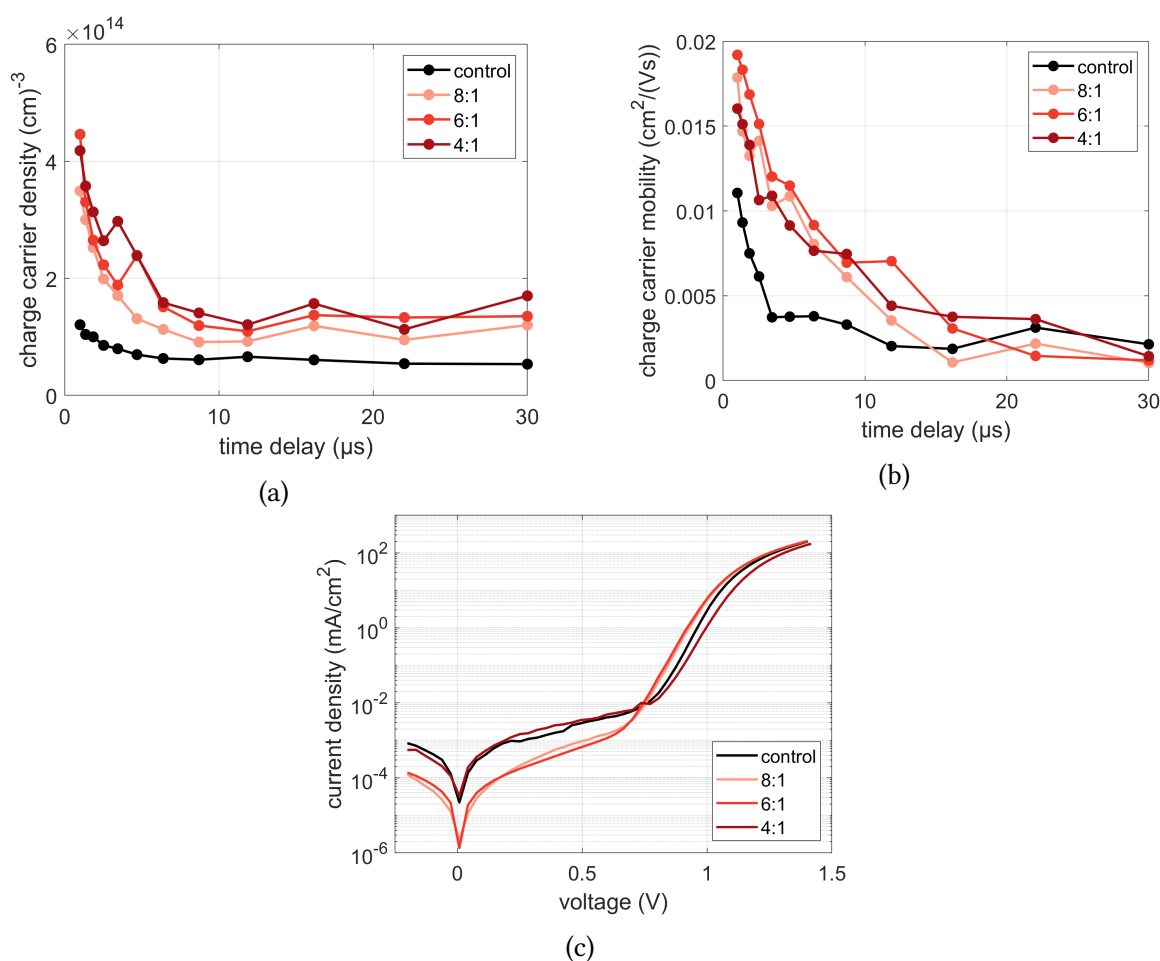 ×10^14
6
4
2
0
charge carrier density (cm)^-3
0 10 20 30
time delay (µs)
control
8:1
6:1
4:1
(a)
0.02
0.015
0.01
0.005
0
charge carrier mobility (cm^2/(Vs))
0 10 20 30
time delay (µs)
control
8:1
6:1
4:1
(b)
10^2
10^0
10^-2
10^-4
10^-6
current density (mA/cm^2)
0 0.5 1 1.5
voltage (V)
control
8:1
6:1
4:1
(c)